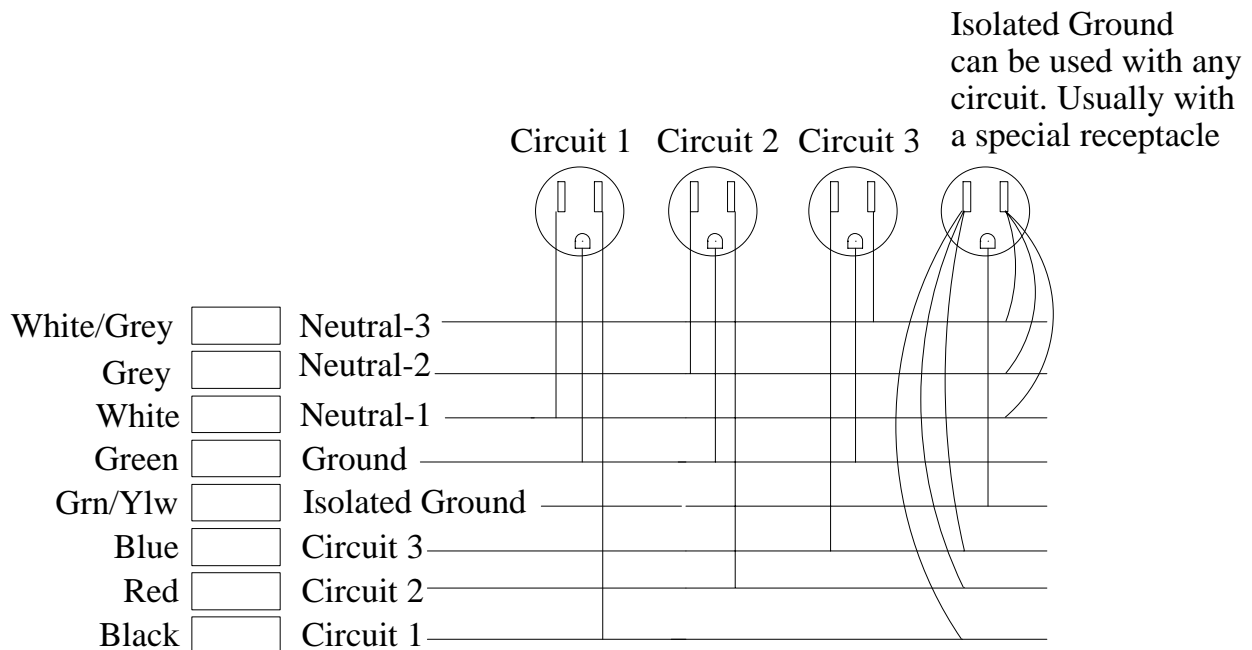 Isolated Ground
can be used with any
circuit. Usually with
a special receptacle
Circuit 1
Circuit 2
Circuit 3
White/Grey
Neutral-3
Grey
Neutral-2
White
Neutral-1
Green
Ground
Grn/Ylw
Isolated Ground
Blue
Circuit 3
Red
Circuit 2
Black
Circuit 1